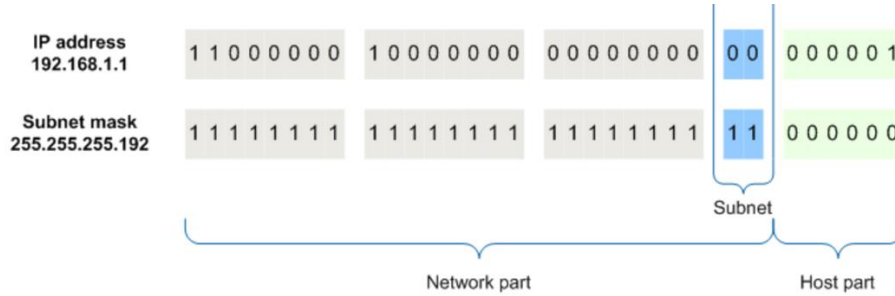 IP address
192.168.1.1
1 1 0 0 0 0 0 0 1 0 0 0 0 0 0 0 0 0 0 0 0 0 0 0 0 0 0 0 0 0 0 1
Subnet mask
255.255.255.192
1 1 1 1 1 1 1 1 1 1 1 1 1 1 1 1 1 1 1 1 1 1 1 1 1 1 0 0 0 0 0 0
Subnet
Network part
Host part